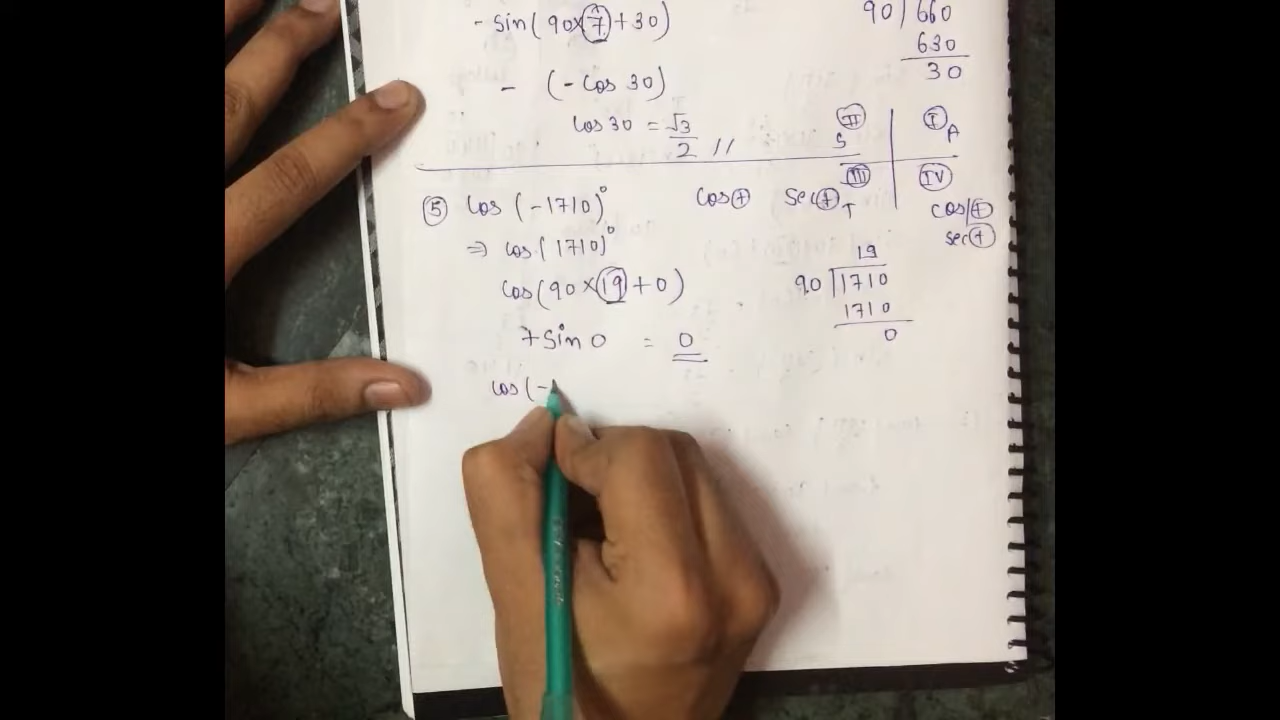 - sin( 90×7+30)
- (-cos 30)
cos 30 = √3/2 //
90 ) 660
630
30
II S
I A
III T
IV cos + sec +
⑤ cos (-1710)°
cos + sec +
⇒ cos ( 1710)°
cos(90×19+0)
+sin 0 = 0
19
90 ) 1710
1710
0
cos (-